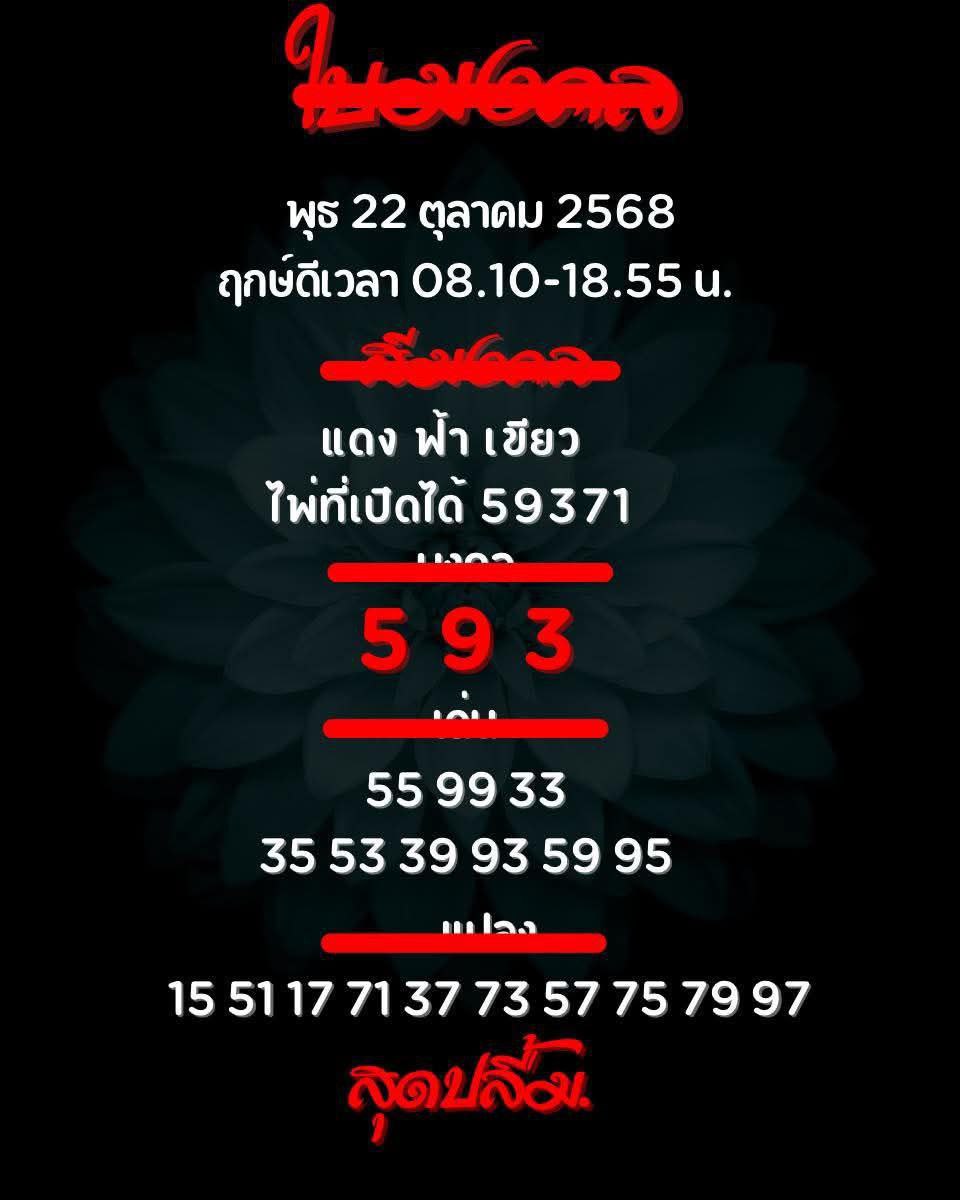 ใบมงคล
พุธ 22 ตุลาคม 2568
ฤกษ์ดีเวลา 08.10-18.55 น.
สีมงคล
แดง ฟ้า เขียว
ไพ่ที่เปิดได้ 59371
มงคล
5 9 3
เด่น
55 99 33
35 53 39 93 59 95
แปลง
15 51 17 71 37 73 57 75 79 97
สุดปลื้ม.